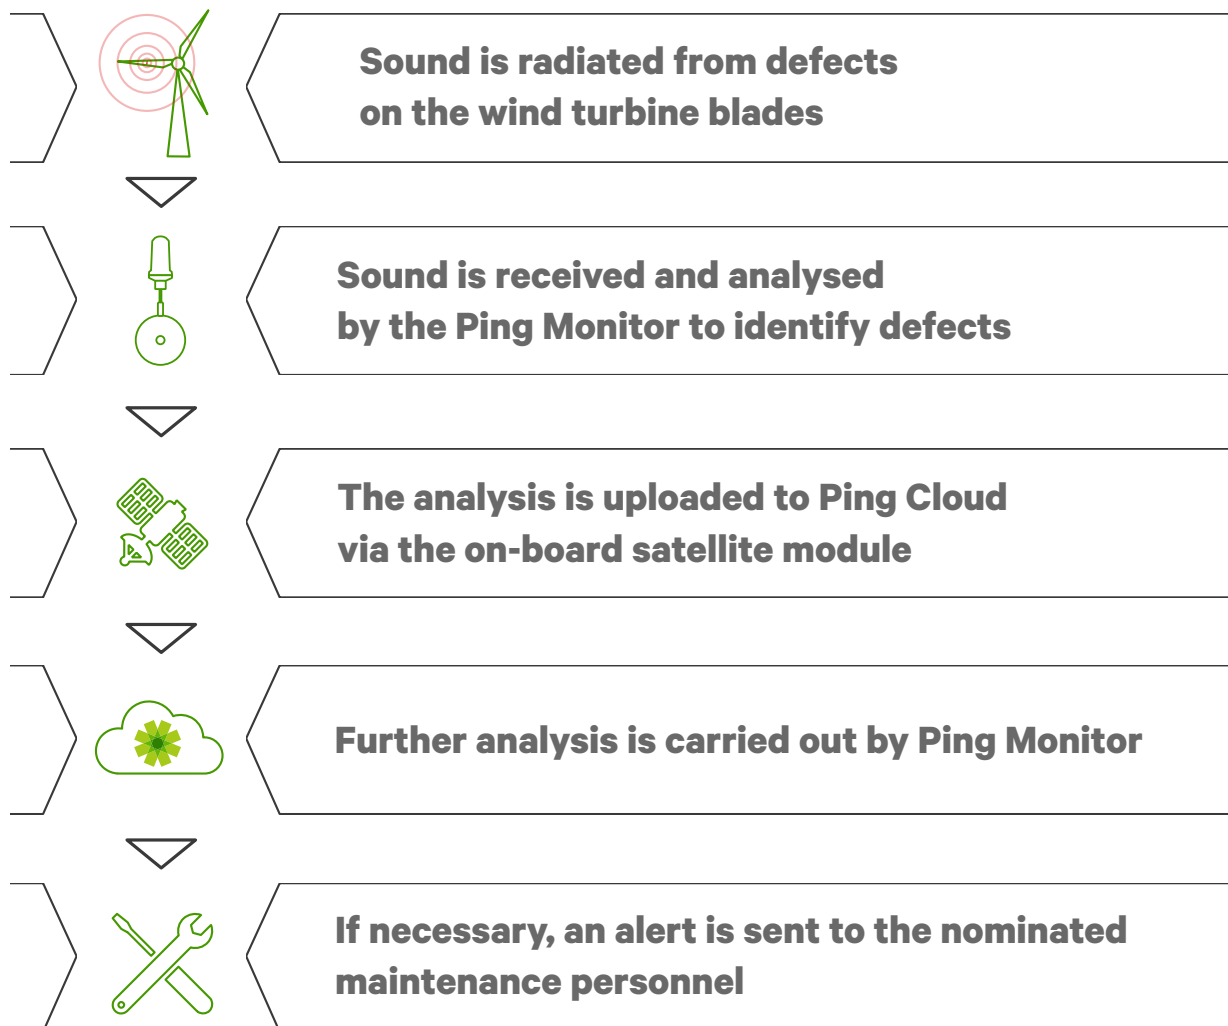 Sound is radiated from defects
on the wind turbine blades
Sound is received and analysed
by the Ping Monitor to identify defects
The analysis is uploaded to Ping Cloud
via the on-board satellite module
Further analysis is carried out by Ping Monitor
If necessary, an alert is sent to the nominated
maintenance personnel